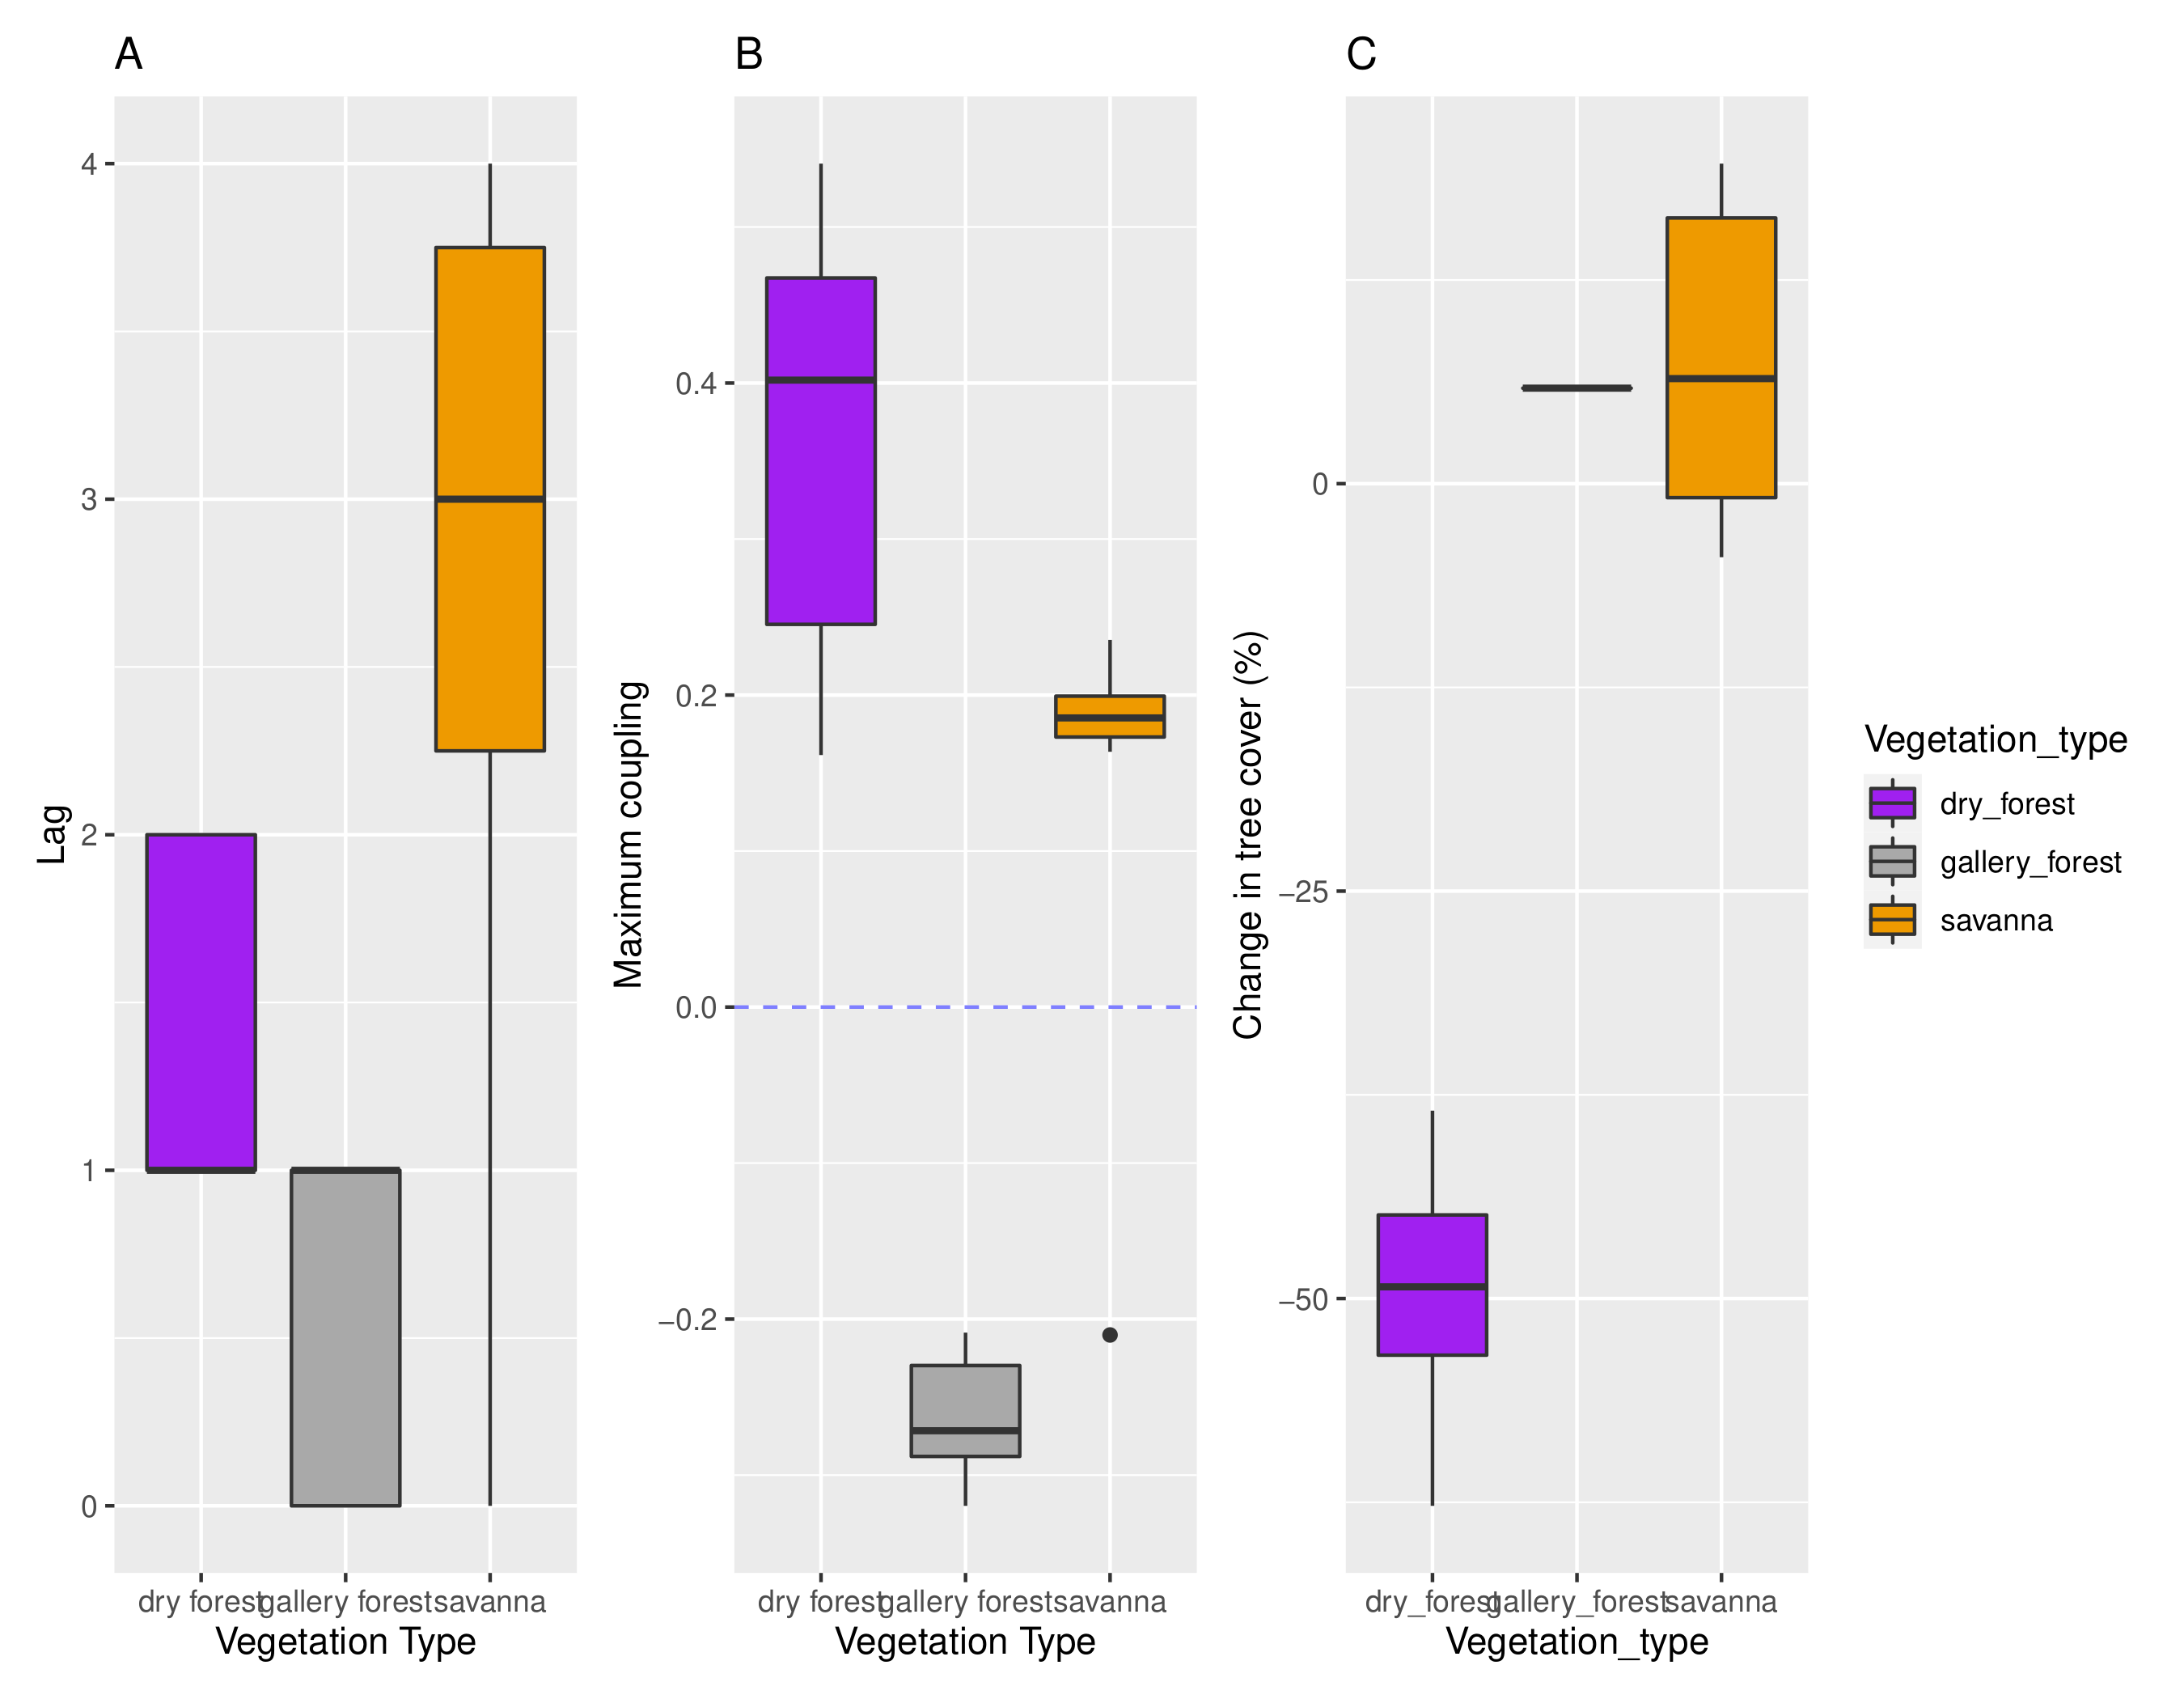 A
Lag
4
3
2
1
0
dry forest
gallery forest
savanna
Vegetation Type
B
Maximum coupling
0.4
0.2
0.0
−0.2
dry forest
gallery forest
savanna
Vegetation Type
C
Change in tree cover (%)
0
−25
−50
dry_forest
gallery_forest
savanna
Vegetation_type
Vegetation_type
dry_forest
gallery_forest
savanna